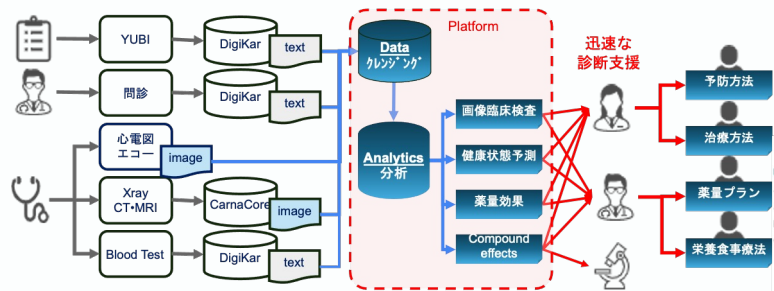 YUBI
DigiKar
text
問診
DigiKar
text
心電図
エコー
image
Xray
CT•MRI
CarnaCore
image
Blood Test
DigiKar
text
Platform
Data
クレンジング
Analytics
分析
画像臨床検査
健康状態予測
薬量効果
Compound
effects
迅速な
診断支援
予防方法
治療方法
薬量プラン
栄養食事療法